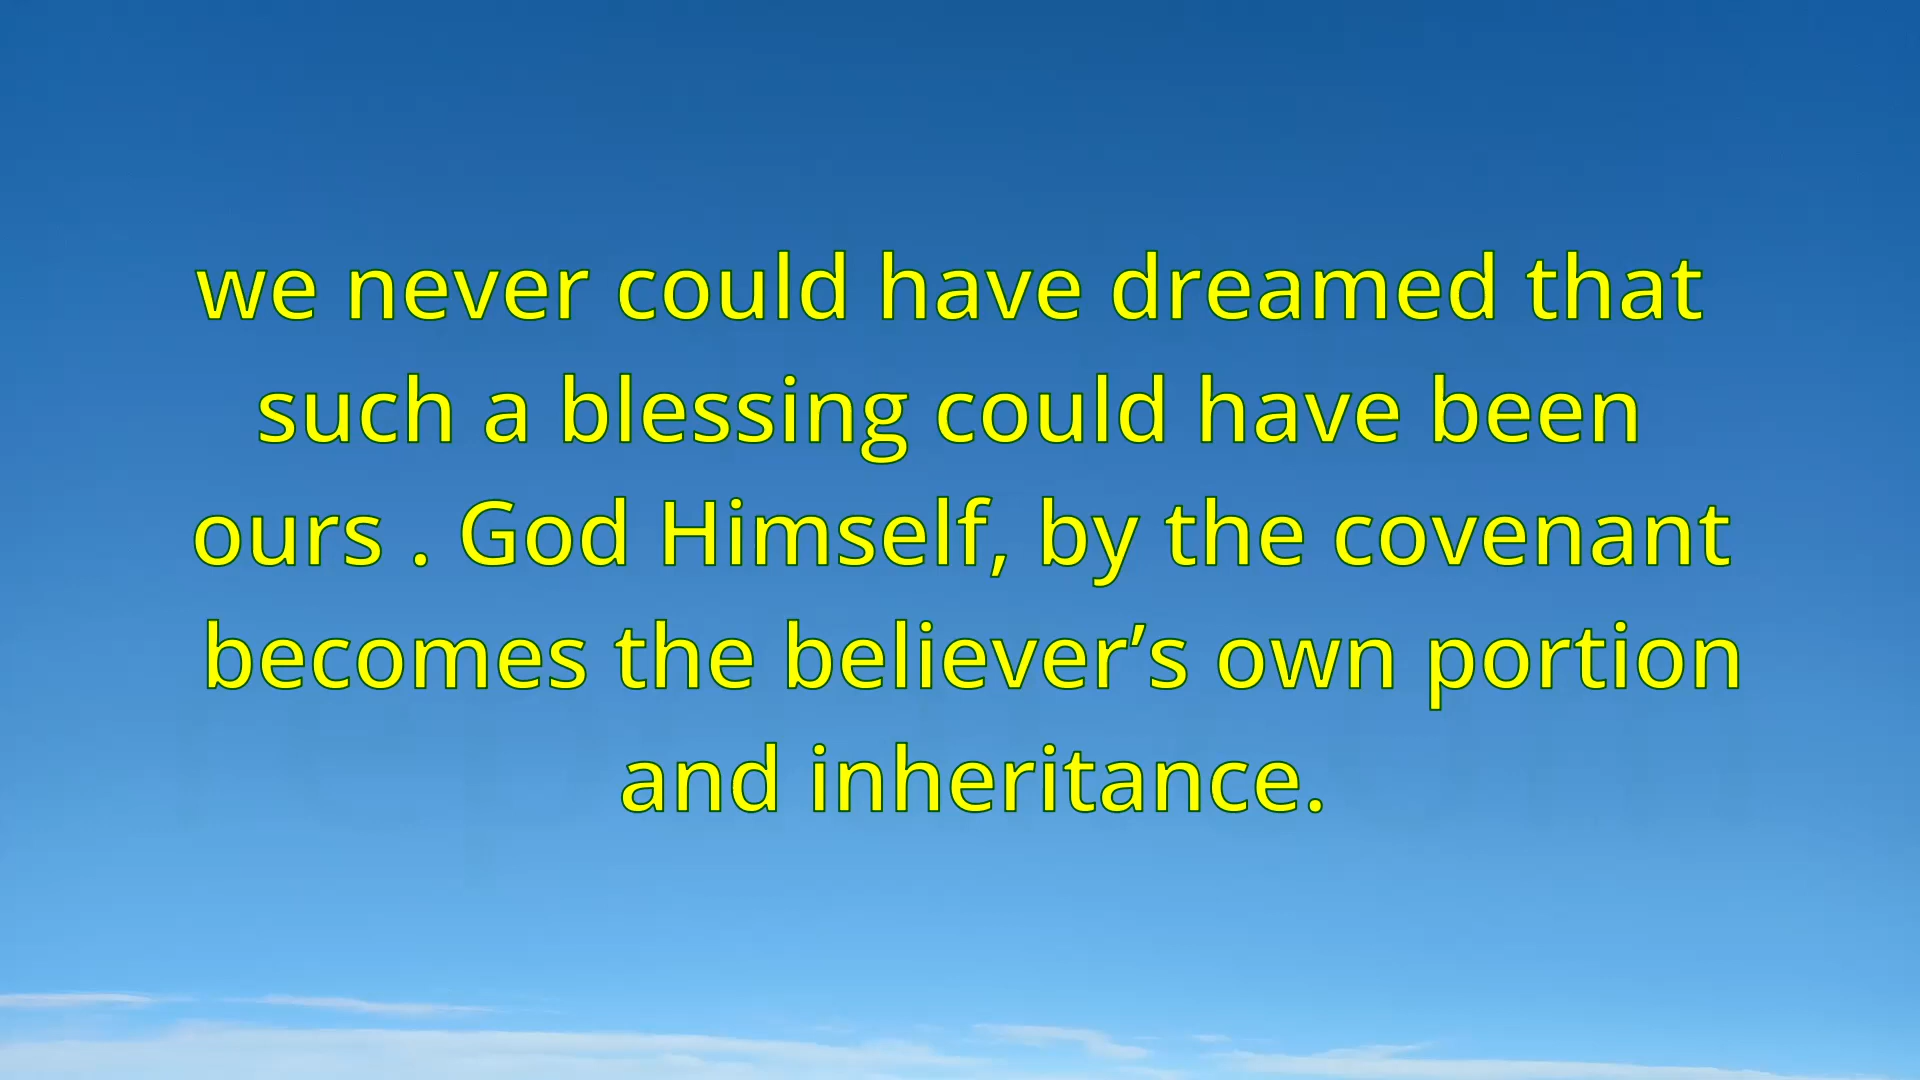 we never could have dreamed that
such a blessing could have been
ours . God Himself, by the covenant
becomes the believer’s own portion
and inheritance.